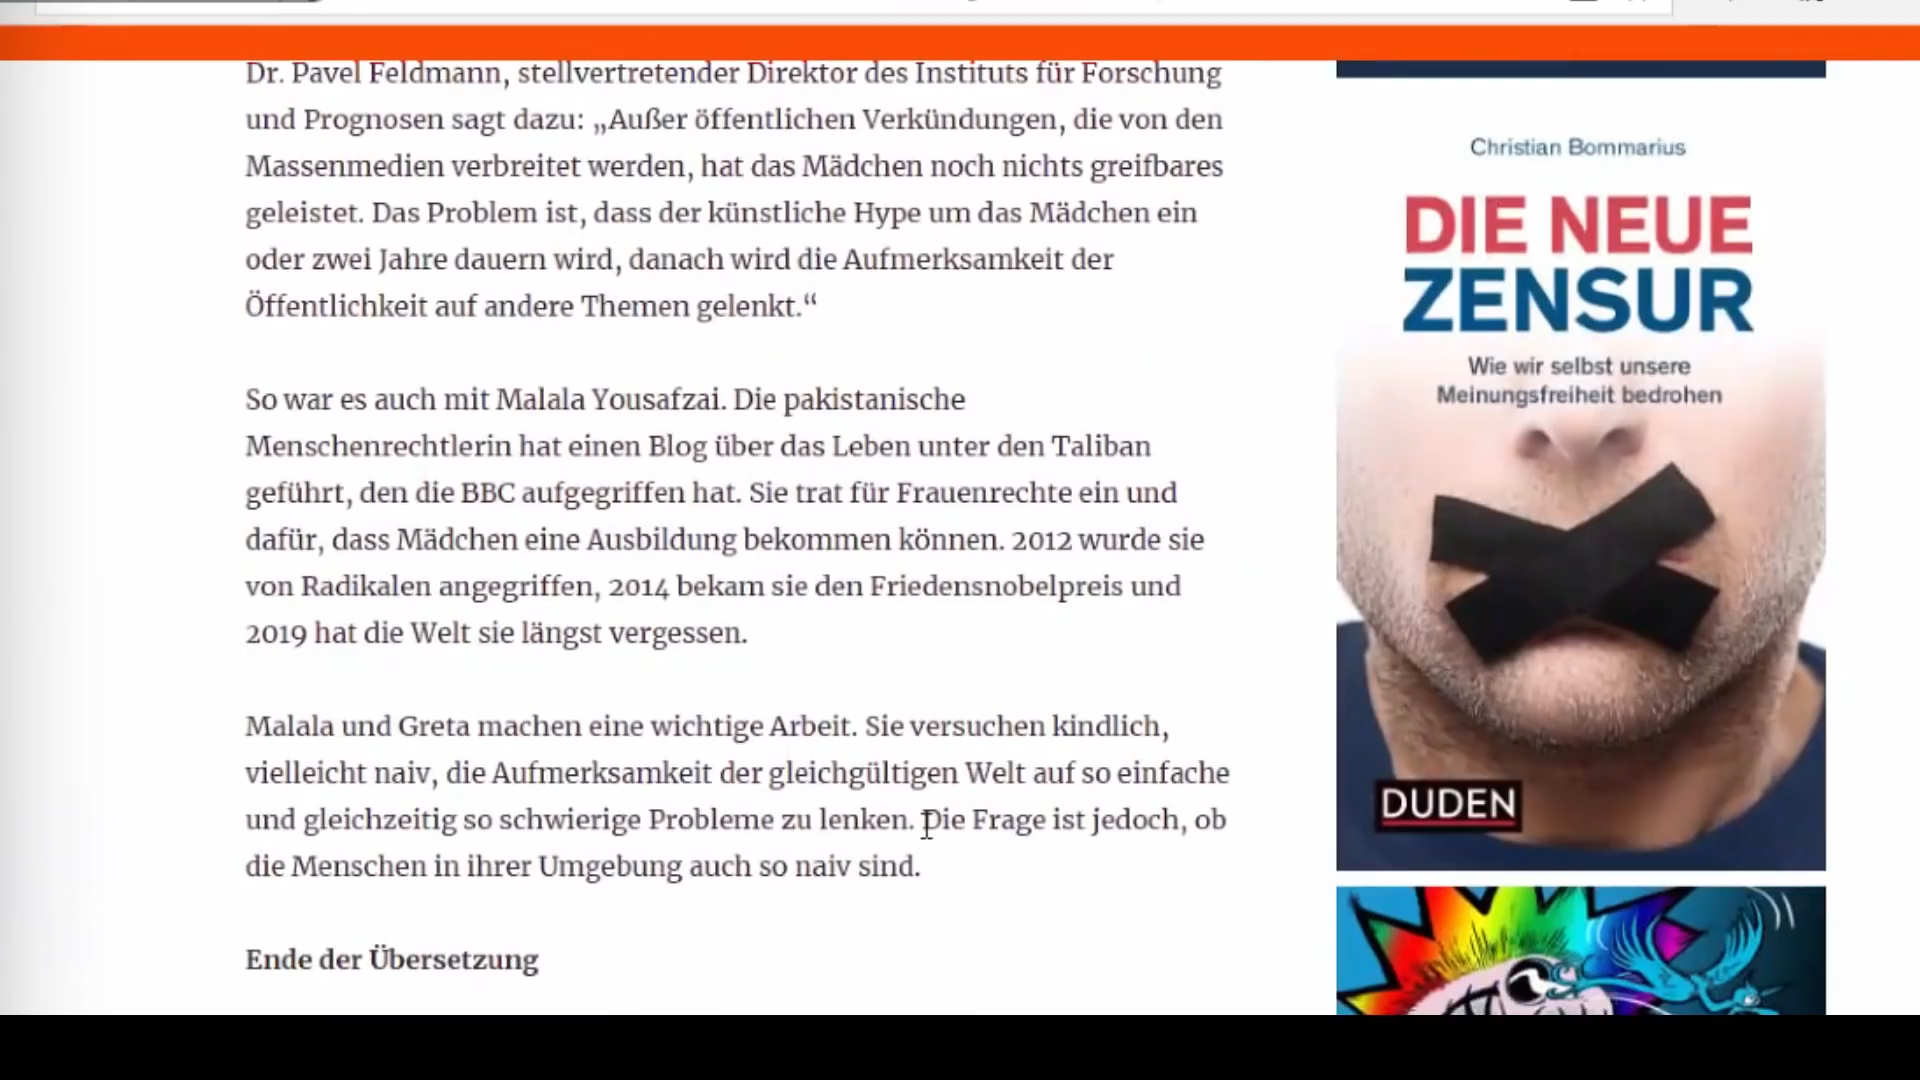 Dr. Pavel Feldmann, stellvertretender Direktor des Instituts für Forschung
und Prognosen sagt dazu: „Außer öffentlichen Verkündungen, die von den
Massenmedien verbreitet werden, hat das Mädchen noch nichts greifbares
geleistet. Das Problem ist, dass der künstliche Hype um das Mädchen ein
oder zwei Jahre dauern wird, danach wird die Aufmerksamkeit der
Öffentlichkeit auf andere Themen gelenkt.“
So war es auch mit Malala Yousafzai. Die pakistanische
Menschenrechtlerin hat einen Blog über das Leben unter den Taliban
geführt, den die BBC aufgegriffen hat. Sie trat für Frauenrechte ein und
dafür, dass Mädchen eine Ausbildung bekommen können. 2012 wurde sie
von Radikalen angegriffen, 2014 bekam sie den Friedensnobelpreis und
2019 hat die Welt sie längst vergessen.
Malala und Greta machen eine wichtige Arbeit. Sie versuchen kindlich,
vielleicht naiv, die Aufmerksamkeit der gleichgültigen Welt auf so einfache
und gleichzeitig so schwierige Probleme zu lenken. Die Frage ist jedoch, ob
die Menschen in ihrer Umgebung auch so naiv sind.
Ende der Übersetzung
Christian Bommarius
DIE NEUE
ZENSUR
Wie wir selbst unsere
Meinungsfreiheit bedrohen
DUDEN